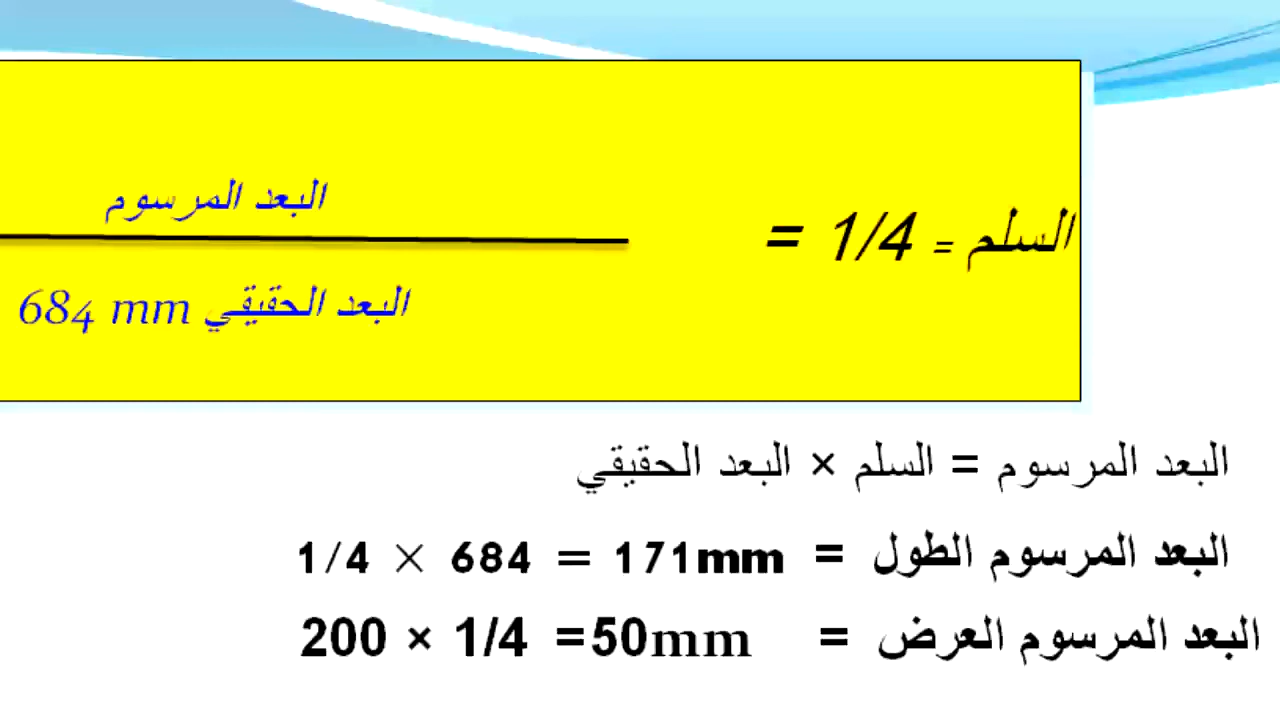 البعد المرسوم
السلم = 1/4 =
البعد الحقيقي 684 mm
البعد المرسوم = السلم × البعد الحقيقي
البعد المرسوم الطول = 1/4 × 684 = 171mm
البعد المرسوم العرض = 200 × 1/4 =50mm